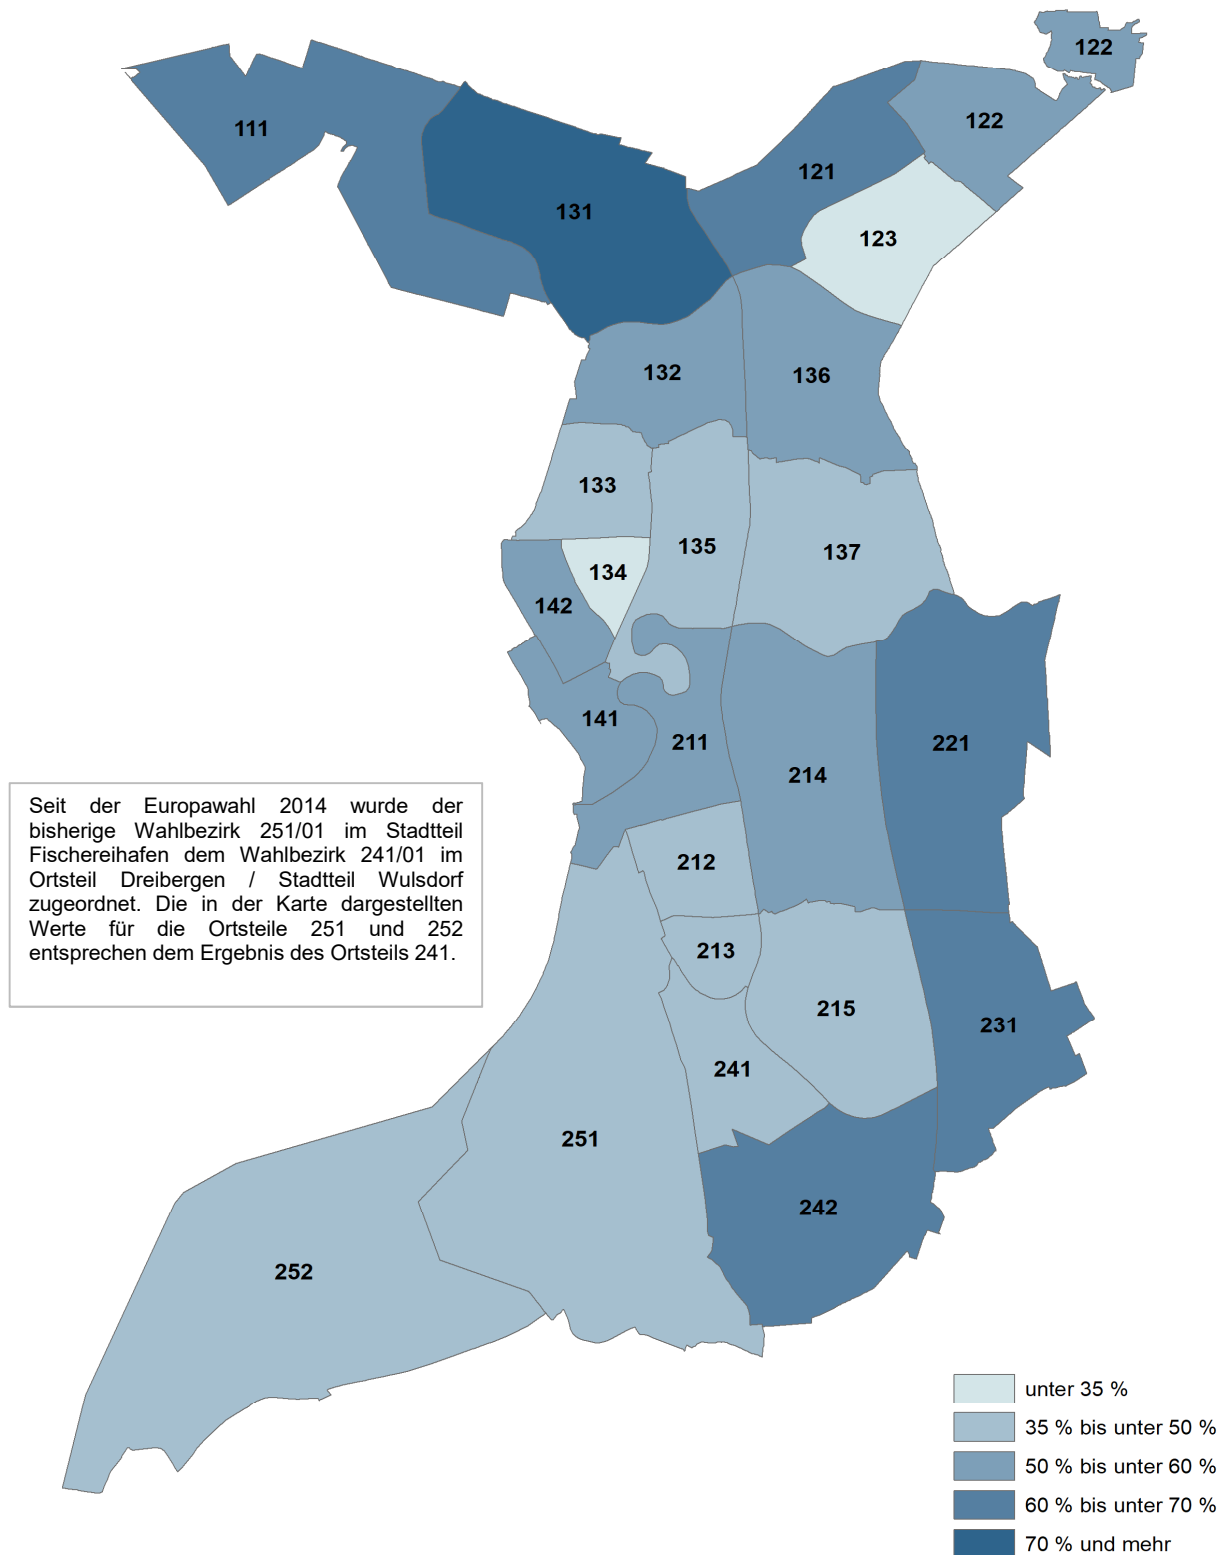 122
111
122
121
131
123
132
136
133
135
137
134
142
141
211
221
214
Seit der Europawahl 2014 wurde der
bisherige Wahlbezirk 251/01 im Stadtteil
Fischereihafen dem Wahlbezirk 241/01 im
Ortsteil Dreibergen / Stadtteil Wulsdorf
zugeordnet. Die in der Karte dargestellten
Werte für die Ortsteile 251 und 252
entsprechen dem Ergebnis des Ortsteils 241.
212
213
215
231
241
251
242
252
unter 35 %
35 % bis unter 50 %
50 % bis unter 60 %
60 % bis unter 70 %
70 % und mehr